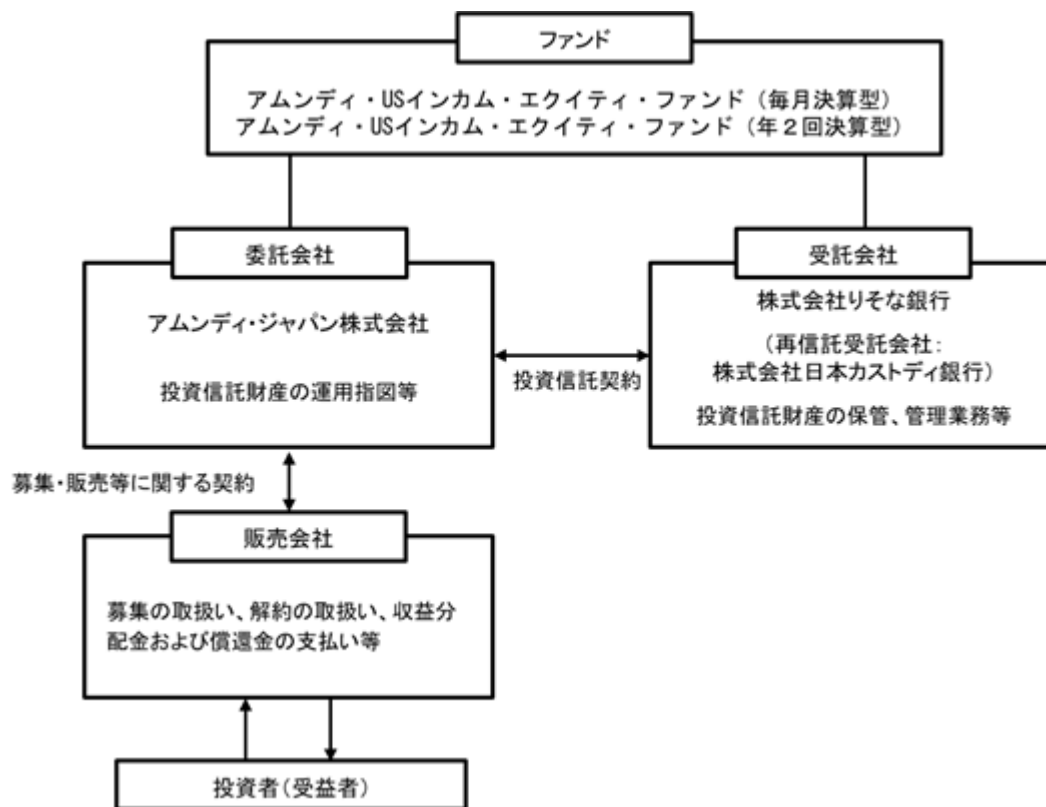 ファンド
アムンディ・USインカム・エクイティ・ファンド（毎月決算型）
アムンディ・USインカム・エクイティ・ファンド（年２回決算型）
委託会社
アムンディ・ジャパン株式会社
投資信託財産の運用指図等
投資信託契約
受託会社
株式会社りそな銀行
（再信託受託会社：
株式会社日本カストディ銀行）
投資信託財産の保管、管理業務等
募集・販売等に関する契約
販売会社
募集の取扱い、解約の取扱い、収益分
配金および償還金の支払い等
投資者（受益者）